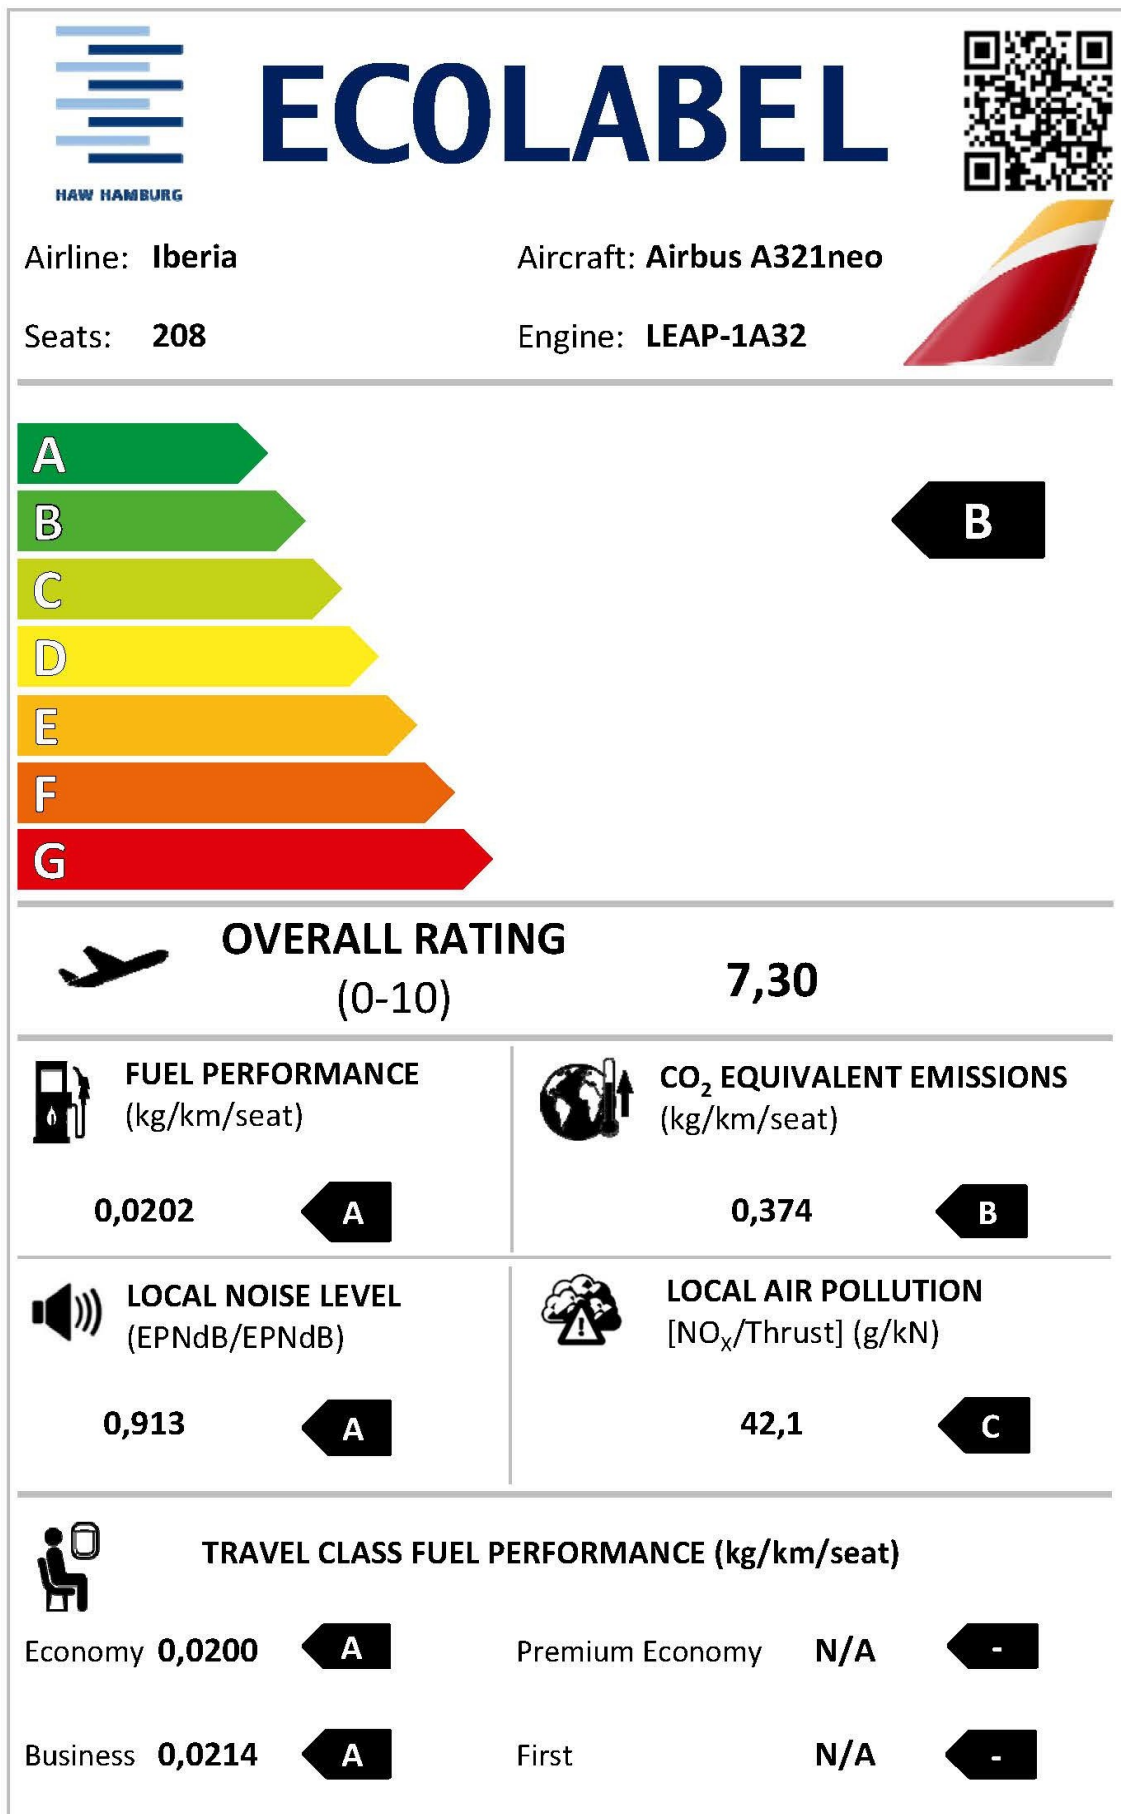 HAW HAMBURG
ECOLABEL
Airline: Iberia
Aircraft: Airbus A321neo
Seats: 208
Engine: LEAP-1A32
A
B
B
C
D
E
F
G
OVERALL RATING
(0-10)
7,30
FUEL PERFORMANCE
(kg/km/seat)
0,0202 A
CO₂ EQUIVALENT EMISSIONS
(kg/km/seat)
0,374 B
LOCAL NOISE LEVEL
(EPNdB/EPNdB)
0,913 A
LOCAL AIR POLLUTION
[NOₓ/Thrust] (g/kN)
42,1 C
TRAVEL CLASS FUEL PERFORMANCE (kg/km/seat)
Economy 0,0200 A
Premium Economy N/A -
Business 0,0214 A
First N/A -